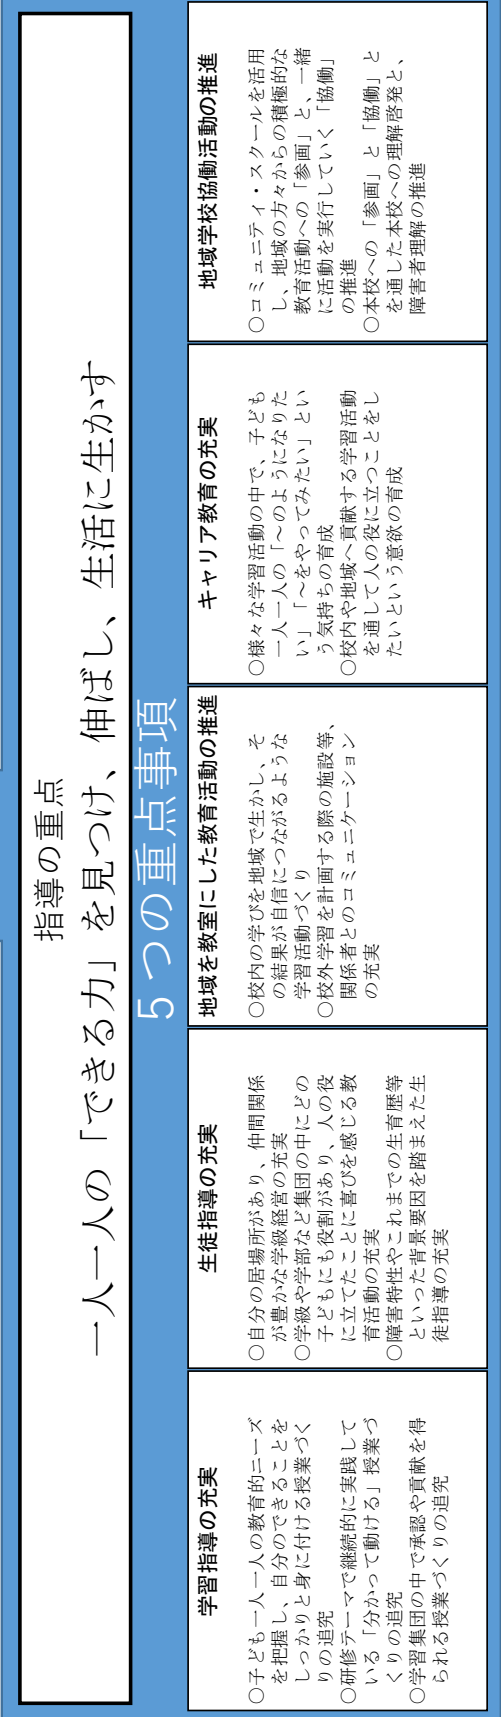 指導の重点
一人一人の「できる力」を見つけ、伸ばし、生活に生かす
５つの重点事項
学習指導の充実
○子ども一人一人の教育的ニーズ
を把握し、自分のできることを
しっかりと身に付ける授業づく
りの追究
○研修テーマで継続的に実践して
いる「分かって動ける」授業づ
くりの追究
○学習集団の中で承認や貢献を得
られる授業づくりの追究
生徒指導の充実
○自分の居場所があり、仲間関係
が豊かな学級経営の充実
○学級や学部など集団の中にどの
子どもにも役割があり、人の役
に立てたことに喜びを感じる教
育活動の充実
○障害特性やこれまでの生育歴等
といった背景要因を踏まえた生
徒指導の充実
地域を教室にした教育活動の推進
○校内の学びを地域で生かし、そ
の結果が自信につながるような
学習活動づくり
○校外学習を計画する際の施設等、
関係者とのコミュニケーション
の充実
キャリア教育の充実
○様々な学習活動の中で、子ども
一人一人の「～のようになりた
い」「～をやってみたい」とい
う気持ちの育成
○校内や地域へ貢献する学習活動
を通して人の役に立つことをし
たいという意欲の育成
地域学校協働活動の推進
○コミュニティ・スクールを活用
し、地域の方々からの積極的な
教育活動への「参画」と、一緒
に活動を実行していく「協働」
の推進
○本校への「参画」と「協働」と
を通した本校への理解啓発と、
障害者理解の推進